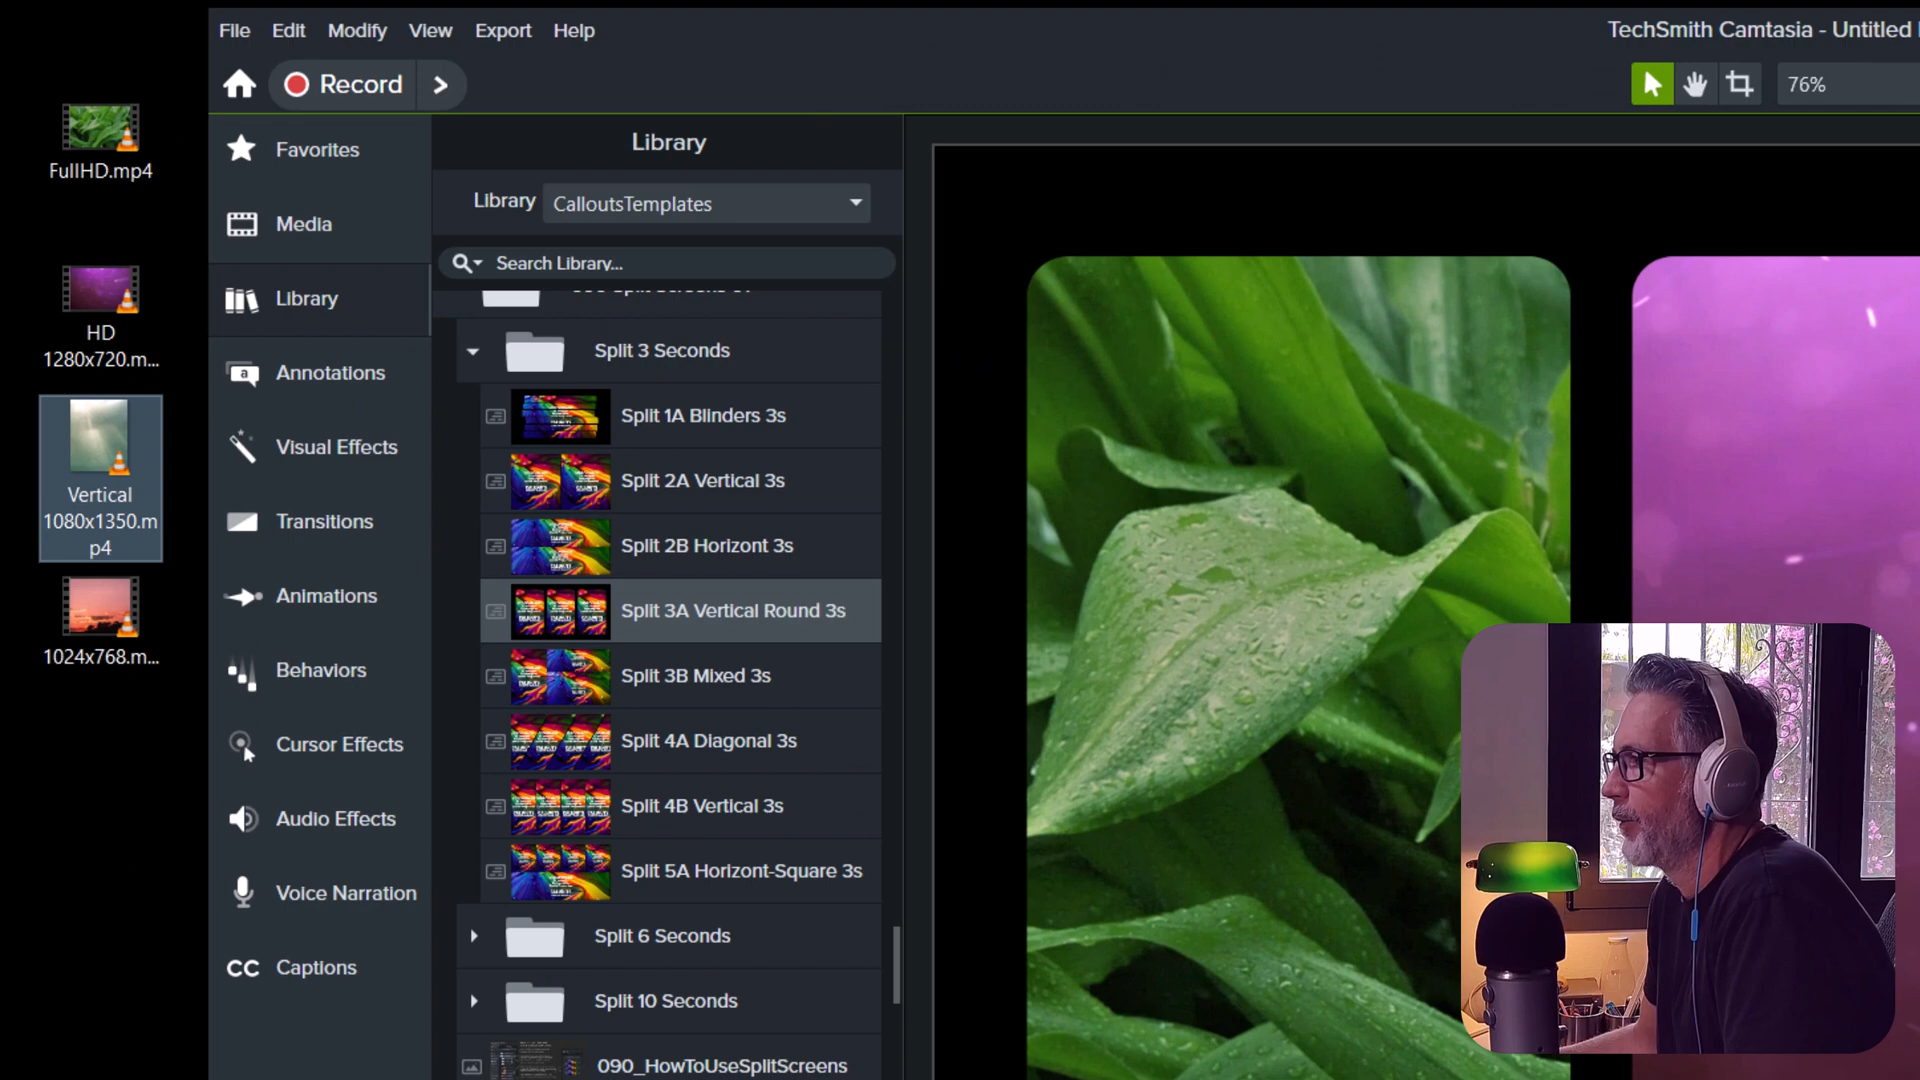 File Edit Modify View Export Help
TechSmith Camtasia - Untitled
Record
76%
FullHD.mp4
HD
1280x720.m...
Vertical
1080x1350.m
p4
1024x768.m...
Favorites
Media
Library
Annotations
Visual Effects
Transitions
Animations
Behaviors
Cursor Effects
Audio Effects
Voice Narration
CC Captions
Library
Library CalloutsTemplates
Search Library...
Split 3 Seconds
Split 1A Blinders 3s
Split 2A Vertical 3s
Split 2B Horizont 3s
Split 3A Vertical Round 3s
Split 3B Mixed 3s
Split 4A Diagonal 3s
Split 4B Vertical 3s
Split 5A Horizont-Square 3s
Split 6 Seconds
Split 10 Seconds
090_HowToUseSplitScreens